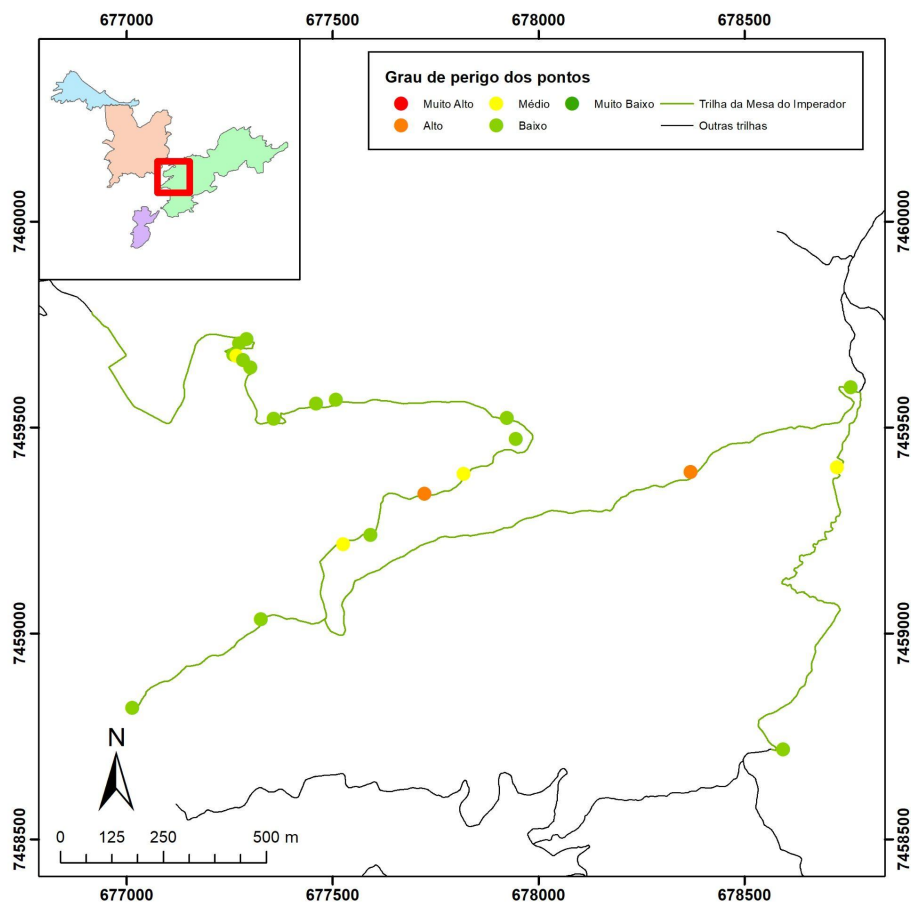 677000 677500 678000 678500
Grau de perigo dos pontos
Muito Alto Médio Muito Baixo Trilha da Mesa do Imperador
Alto Baixo Outras trilhas
7460000 7460000
7459500 7459500
7459000 7459000
N
0 125 250 500 m
7458500 7458500
677000 677500 678000 678500